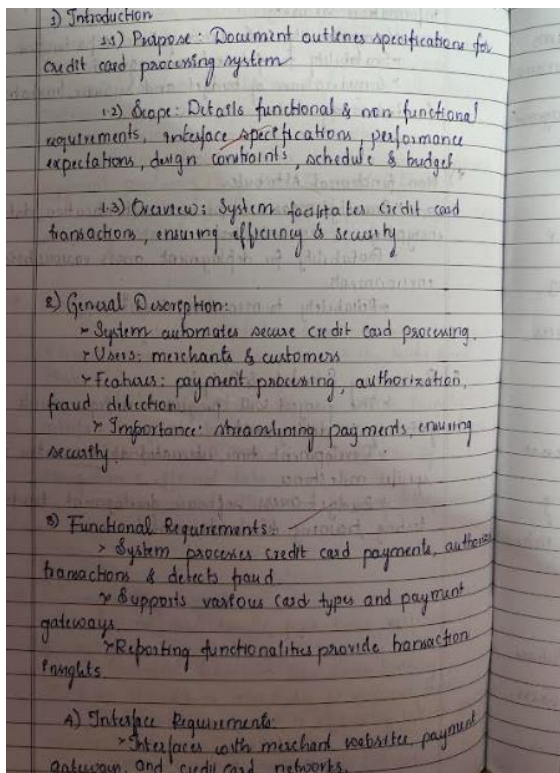 1) Introduction
1.1) Purpose: Document outlines specifications for
credit card processing system
1.2) Scope: Details functional & non functional
requirements, interface specifications, performance
expectations, design constraints, schedule & budget
1.3) Overview: System facilitates credit card
transactions, ensuring efficiency & security
2) General Description:
> System automates secure credit card processing.
> Users: merchants & customers
> Features: payment processing, authorization,
fraud detection
> Importance: streamlining payments, ensuring
security.
3) Functional Requirements
> System processes credit card payments, authorizes
transactions & detects fraud
> Supports various card types and payment
gateways
> Reporting functionalities provide transaction
insights
4) Interface Requirements:
> Interfaces with merchant websites, payment
gateways, and credit card networks.